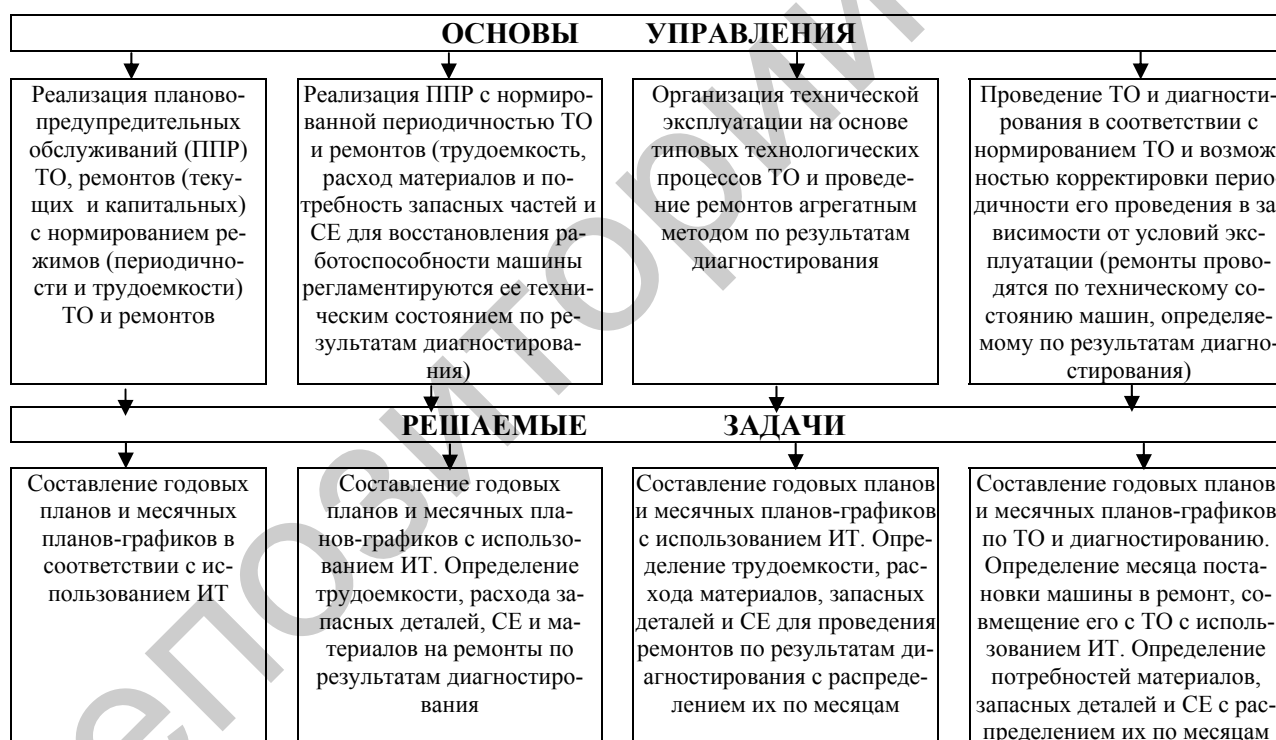 ОСНОВЫ УПРАВЛЕНИЯ
Реализация планово-
предупредительных
обслуживаний (ППР)
ТО, ремонтов (теку-
щих и капитальных)
с нормированием ре-
жимов (периодично-
сти и трудоемкости)
ТО и ремонтов
Реализация ППР с нормиро-
ванной периодичностью ТО
и ремонтов (трудоемкость,
расход материалов и по-
требность запасных частей и
СЕ для восстановления ра-
ботоспособности машины
регламентируются ее техни-
ческим состоянием по ре-
зультатам диагностирова-
ния)
Организация технической
эксплуатации на основе
типовых технологических
процессов ТО и проведе-
ние ремонтов агрегатным
методом по результатам
диагностирования
Проведение ТО и диагности-
рования в соответствии с
нормированием ТО и возмож
ностью корректировки перио-
дичности его проведения в за
висимости от условий экс-
плуатации (ремонты прово-
дятся по техническому со-
стоянию машин, определяе-
мому по результатам диагно-
стирования)
РЕШАЕМЫЕ ЗАДАЧИ
Составление годовых
планов и месячных
планов-графиков в
соответствии с ис-
пользованием ИТ
Составление годовых
планов и месячных пла-
нов-графиков с использо-
ванием ИТ. Определение
трудоемкости, расхода за-
пасных деталей, СЕ и ма-
териалов на ремонты по
результатам диагностиро-
вания
Составление годовых планов
и месячных планов-графиков
с использованием ИТ. Опре-
деление трудоемкости, рас-
хода материалов, запасных
деталей и СЕ для проведения
ремонтов по результатам ди-
агностирования с распреде-
лением их по месяцам
Составление годовых планов
и месячных планов-графиков
по ТО и диагностированию.
Определение месяца поста-
новки машины в ремонт, со-
вмещение его с ТО с исполь-
зованием ИТ. Определение
потребностей материалов,
запасных деталей и СЕ с рас-
пределением их по месяцам
епозитори